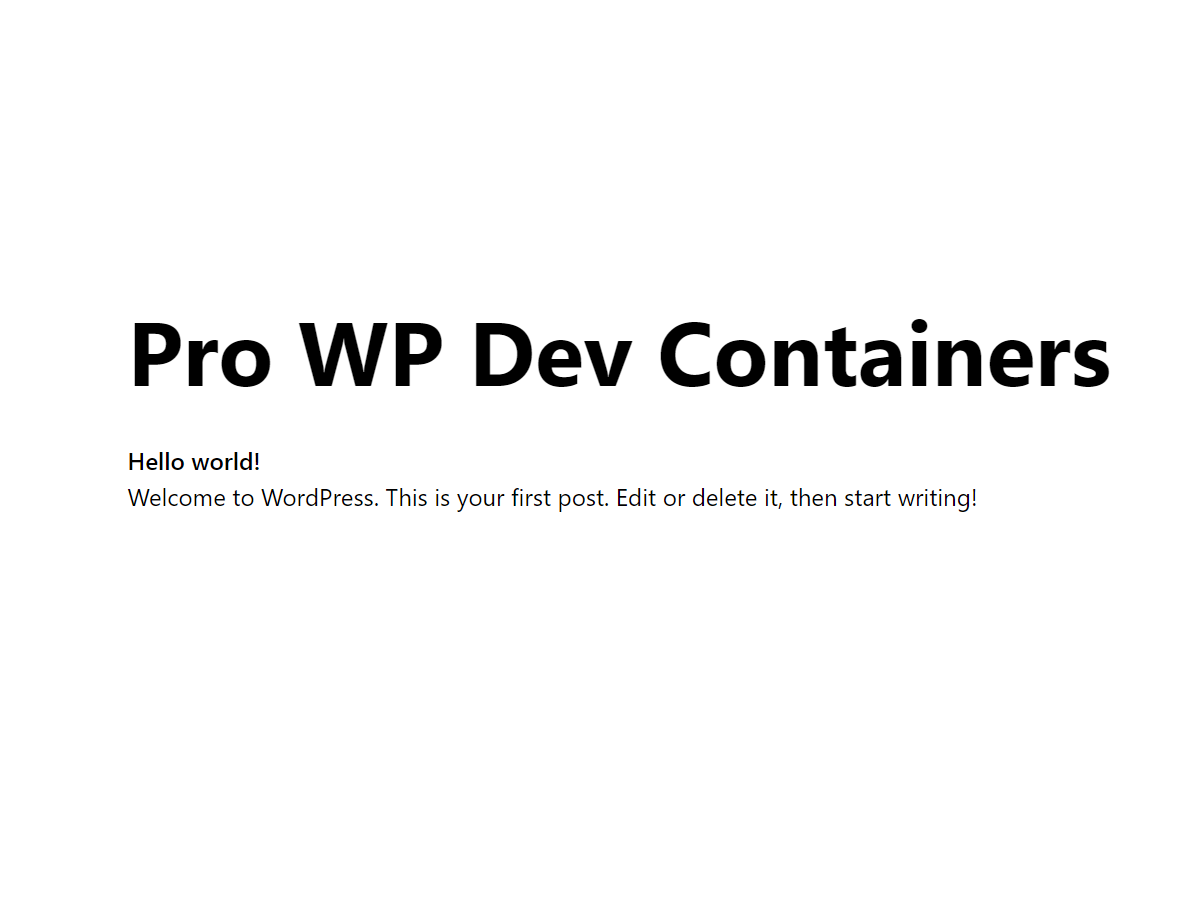 Pro WP Dev Containers
Hello world!
Welcome to WordPress. This is your first post. Edit or delete it, then start writing!